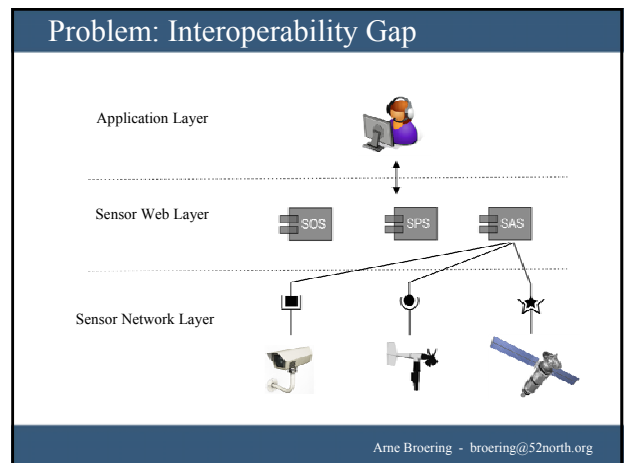 Problem: Interoperability Gap
Application Layer
Sensor Web Layer
SOS
SPS
SAS
Sensor Network Layer
Arne Broering - broering@52north.org